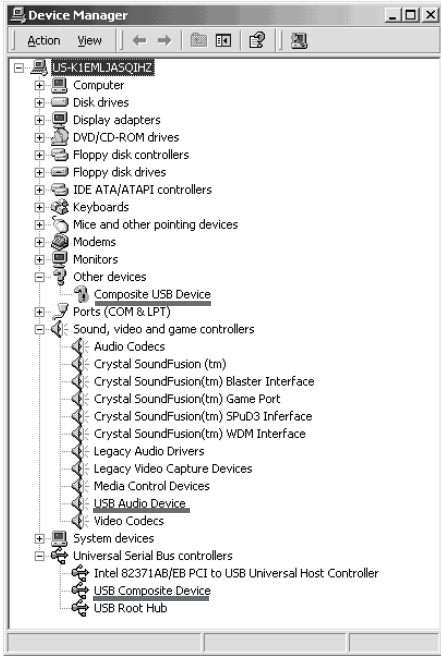 Device Manager
Action View
US-K1EMLJASQIHZ
Computer
Disk drives
Display adapters
DVD/CD-ROM drives
Floppy disk controllers
Floppy disk drives
IDE ATA/ATAPI controllers
Keyboards
Mice and other pointing devices
Modems
Monitors
Other devices
Composite USB Device
Ports (COM & LPT)
Sound, video and game controllers
Audio Codecs
Crystal SoundFusion (tm)
Crystal SoundFusion(tm) Blaster Interface
Crystal SoundFusion(tm) Game Port
Crystal SoundFusion(tm) SPuD3 Inferface
Crystal SoundFusion(tm) WDM Interface
Legacy Audio Drivers
Legacy Video Capture Devices
Media Control Devices
USB Audio Device
Video Codecs
System devices
Universal Serial Bus controllers
Intel 82371AB/EB PCI to USB Universal Host Controller
USB Composite Device
USB Root Hub